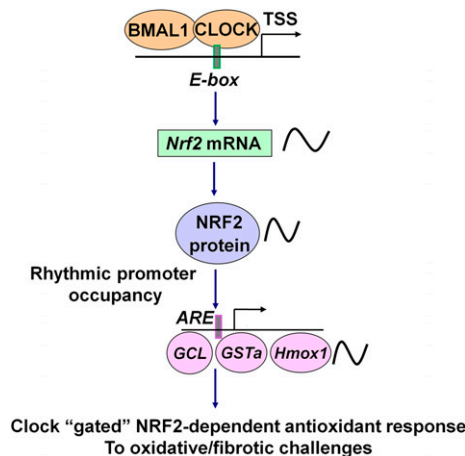 BMAL1 CLOCK TSS
E-box
Nrf2 mRNA
NRF2
protein
Rhythmic promoter
occupancy
ARE
GCL GSTa Hmox1
Clock “gated” NRF2-dependent antioxidant response
To oxidative/fibrotic challenges